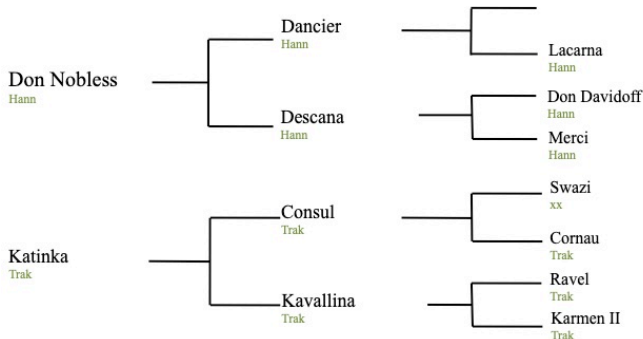 Dancier
Hann
Lacarna
Hann
Don Nobless
Hann
Don Davidoff
Hann
Descana
Hann
Merci
Hann
Swazi
xx
Consul
Trak
Cornau
Trak
Katinka
Trak
Ravel
Trak
Kavallina
Trak
Karmen II
Trak